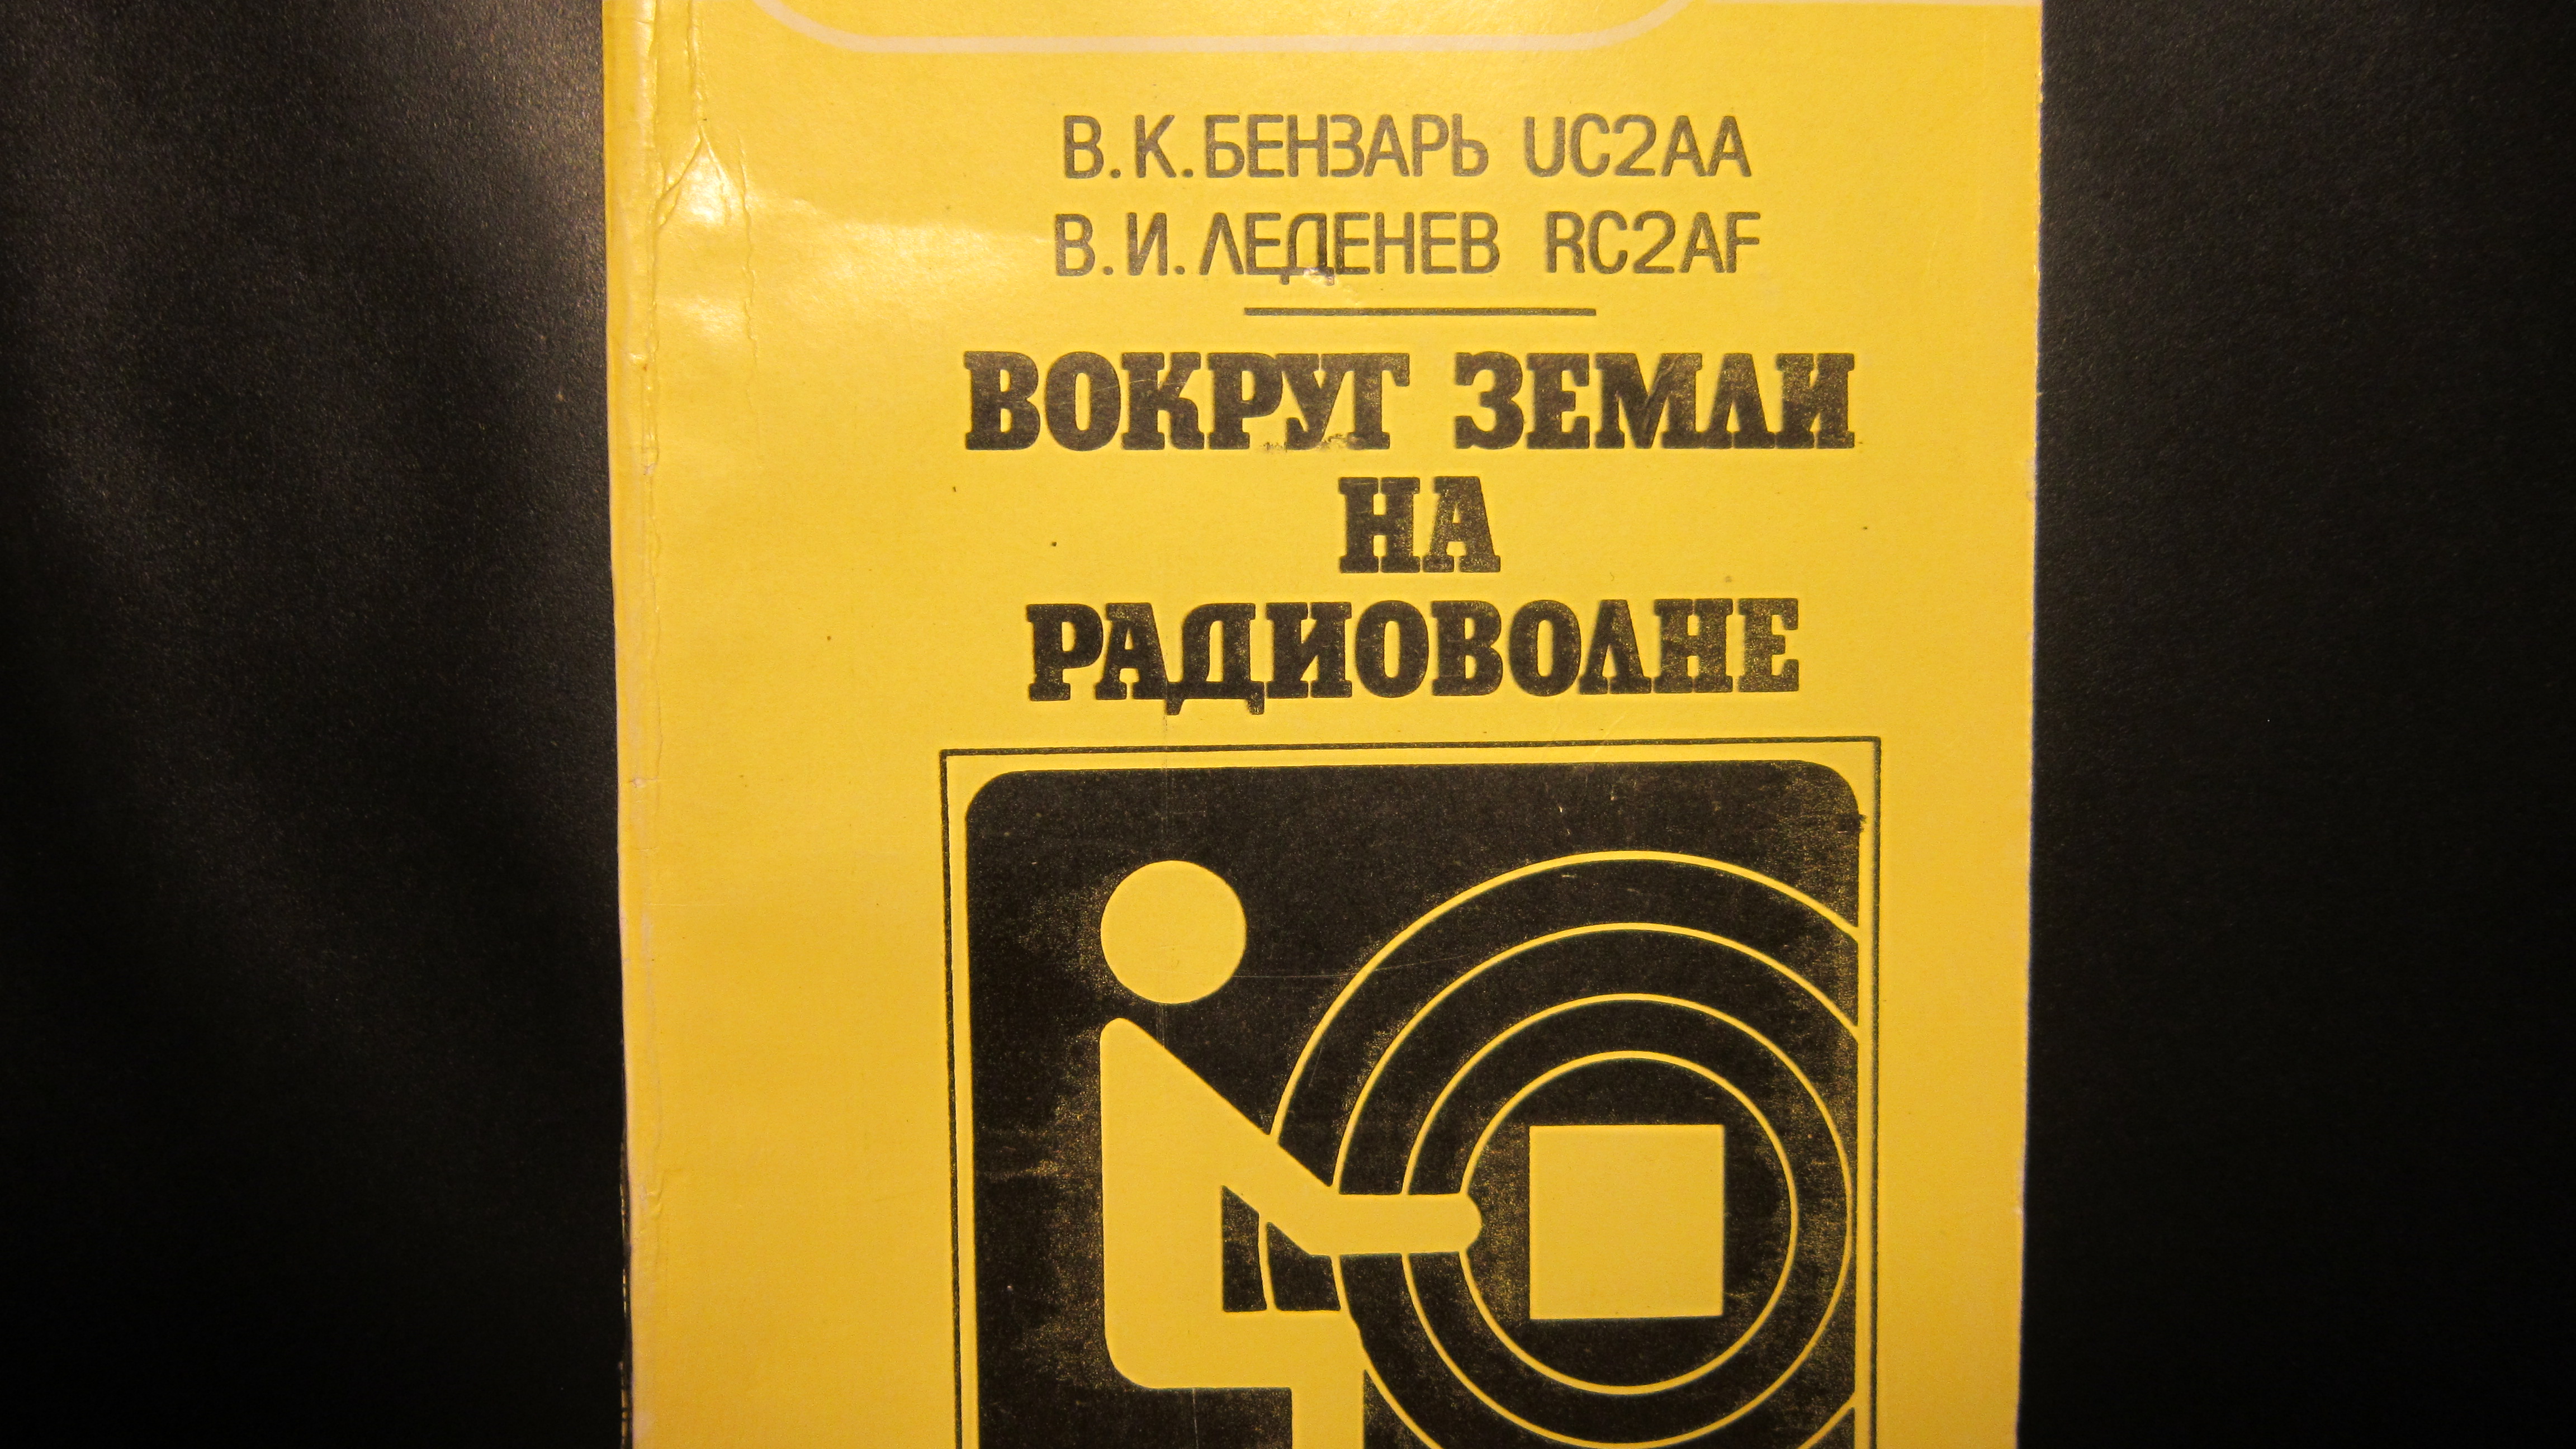 В. К. БЕНЗАРЬ UC2AA
В. И. ЛЕДЕНЕВ RC2AF
ВОКРУГ ЗЕМЛИ
НА
РАДИОВОЛНЕ